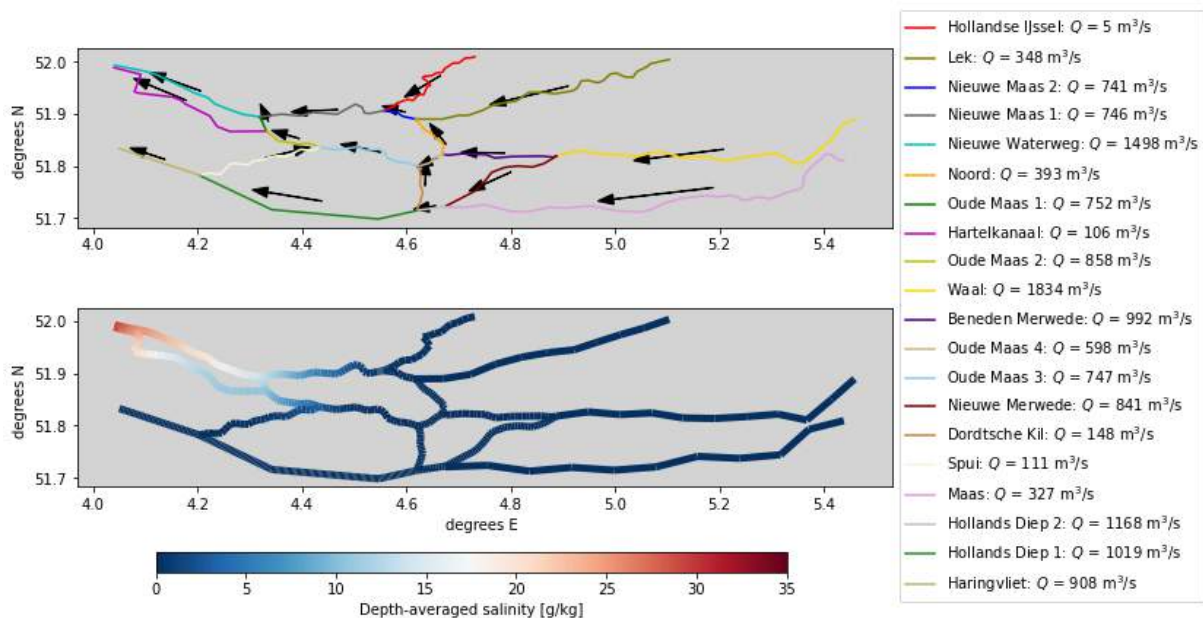 52.0
51.9
51.8
51.7
degrees N
4.0 4.2 4.4 4.6 4.8 5.0 5.2 5.4
52.0
51.9
51.8
51.7
degrees N
4.0 4.2 4.4 4.6 4.8 5.0 5.2 5.4
degrees E
0 5 10 15 20 25 30 35
Depth-averaged salinity [g/kg]
Hollandse IJssel: Q = 5 m³/s
Lek: Q = 348 m³/s
Nieuwe Maas 2: Q = 741 m³/s
Nieuwe Maas 1: Q = 746 m³/s
Nieuwe Waterweg: Q = 1498 m³/s
Noord: Q = 393 m³/s
Oude Maas 1: Q = 752 m³/s
Hartelkanaal: Q = 106 m³/s
Oude Maas 2: Q = 858 m³/s
Waal: Q = 1834 m³/s
Beneden Merwede: Q = 992 m³/s
Oude Maas 4: Q = 598 m³/s
Oude Maas 3: Q = 747 m³/s
Nieuwe Merwede: Q = 841 m³/s
Dordtsche Kil: Q = 148 m³/s
Spui: Q = 111 m³/s
Maas: Q = 327 m³/s
Hollands Diep 2: Q = 1168 m³/s
Hollands Diep 1: Q = 1019 m³/s
Haringvliet: Q = 908 m³/s